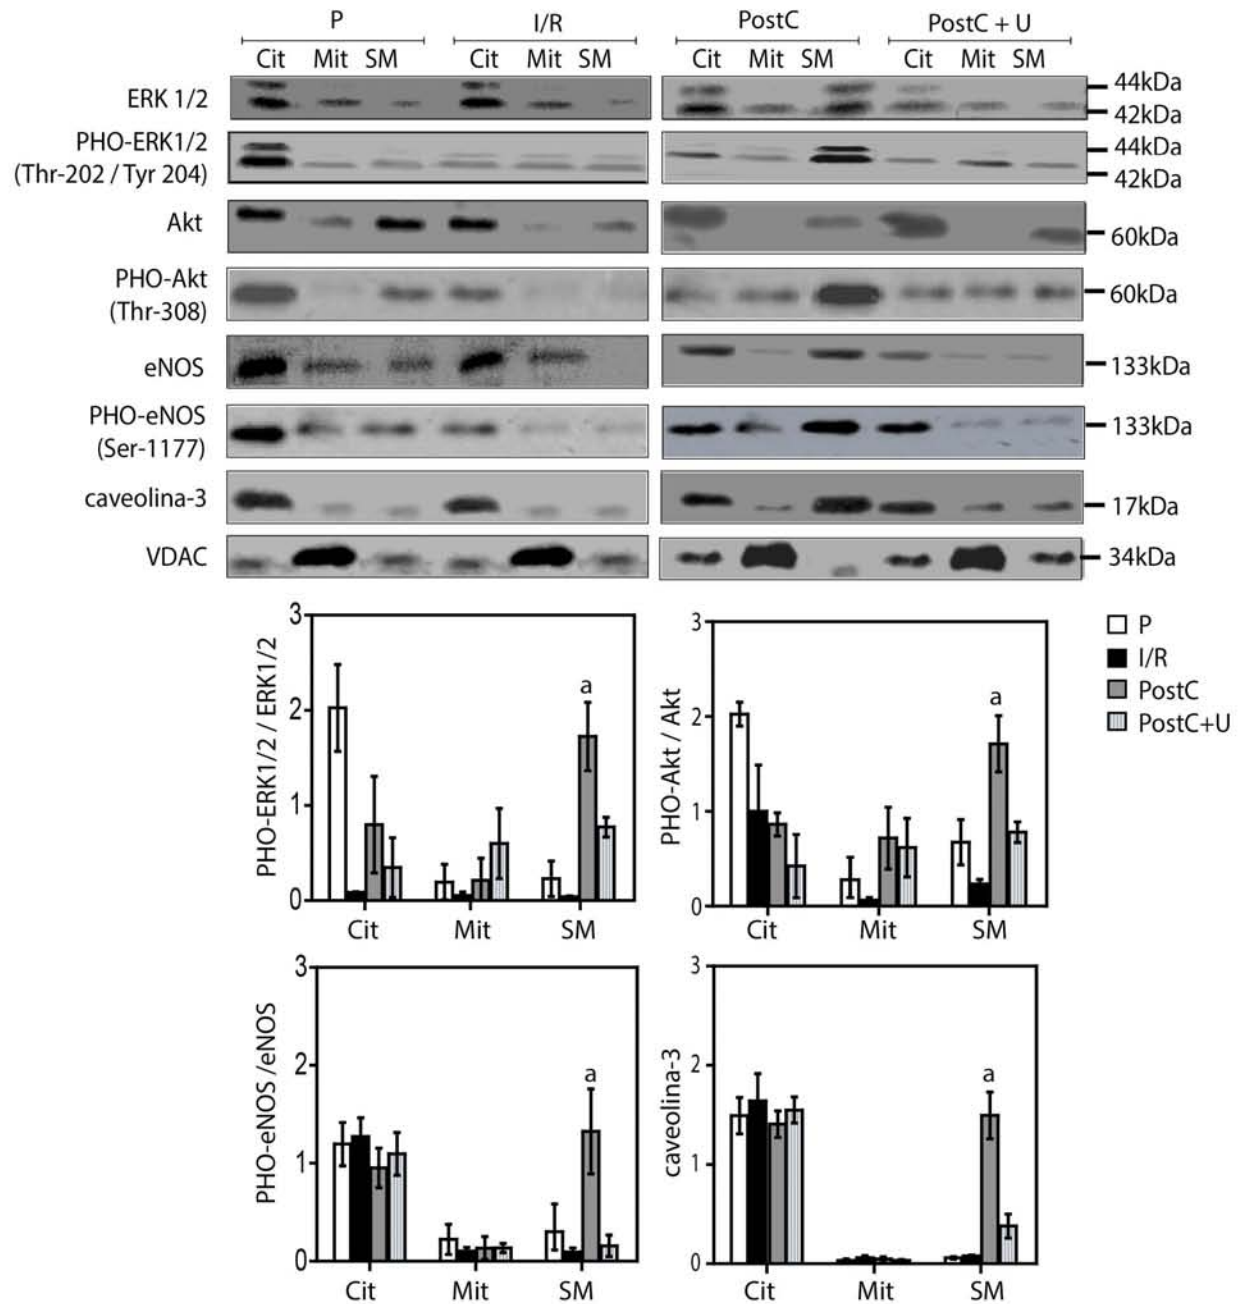 P I/R PostC PostC + U
Cit Mit SM Cit Mit SM Cit Mit SM Cit Mit SM
ERK 1/2
44kDa
42kDa
PHO-ERK1/2
(Thr-202 / Tyr 204)
44kDa
42kDa
Akt
60kDa
PHO-Akt
(Thr-308)
60kDa
eNOS
133kDa
PHO-eNOS
(Ser-1177)
133kDa
caveolina-3
17kDa
VDAC
34kDa
PHO-ERK1/2 / ERK1/2
3
2
1
0
a
Cit Mit SM
PHO-Akt / Akt
3
2
1
0
a
Cit Mit SM
P
I/R
PostC
PostC+U
PHO-eNOS /eNOS
3
2
1
0
a
Cit Mit SM
caveolina-3
3
2
1
0
a
Cit Mit SM